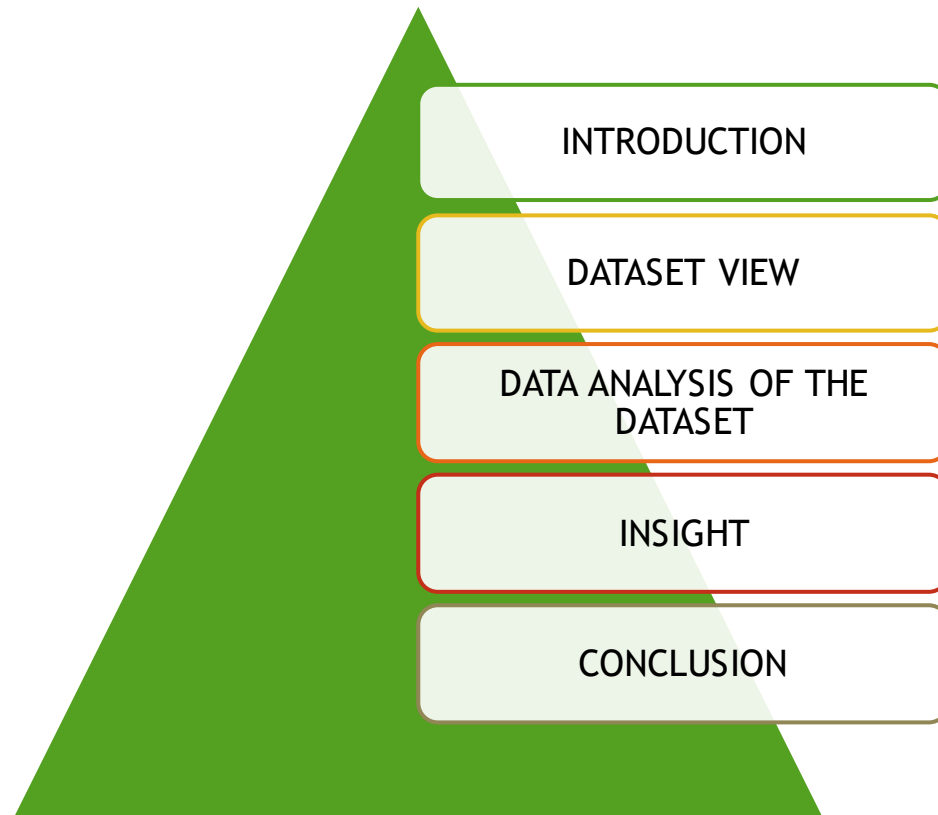 INTRODUCTION
DATASET VIEW
DATA ANALYSIS OF THE
DATASET
INSIGHT
CONCLUSION